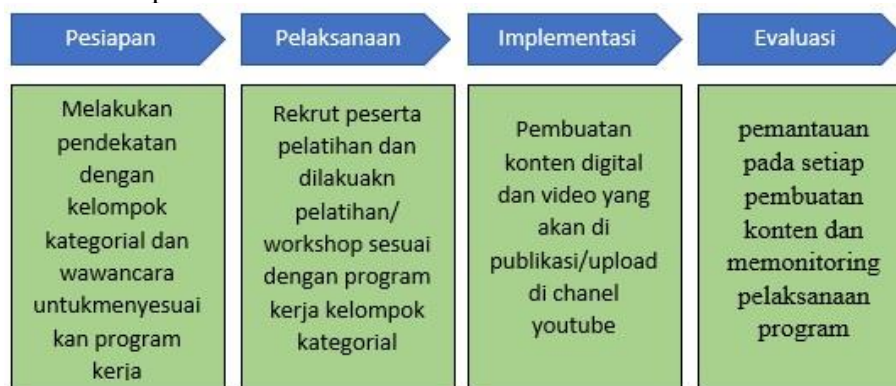 Pesiapan
Melakukan
pendekatan
dengan
kelompok
kategorial dan
wawancara
untukmenyesuai
kan program
kerja
Pelaksanaan
Rekrut peserta
pelatihan dan
dilakuakn
pelatihan/
workshop sesuai
dengan program
kerja kelompok
kategorial
Implementasi
Pembuatan
konten digital
dan video yang
akan di
publikasi/upload
di chanel
youtube
Evaluasi
pemantauan
pada setiap
pembuatan
konten dan
memonitoring
pelaksanaan
program